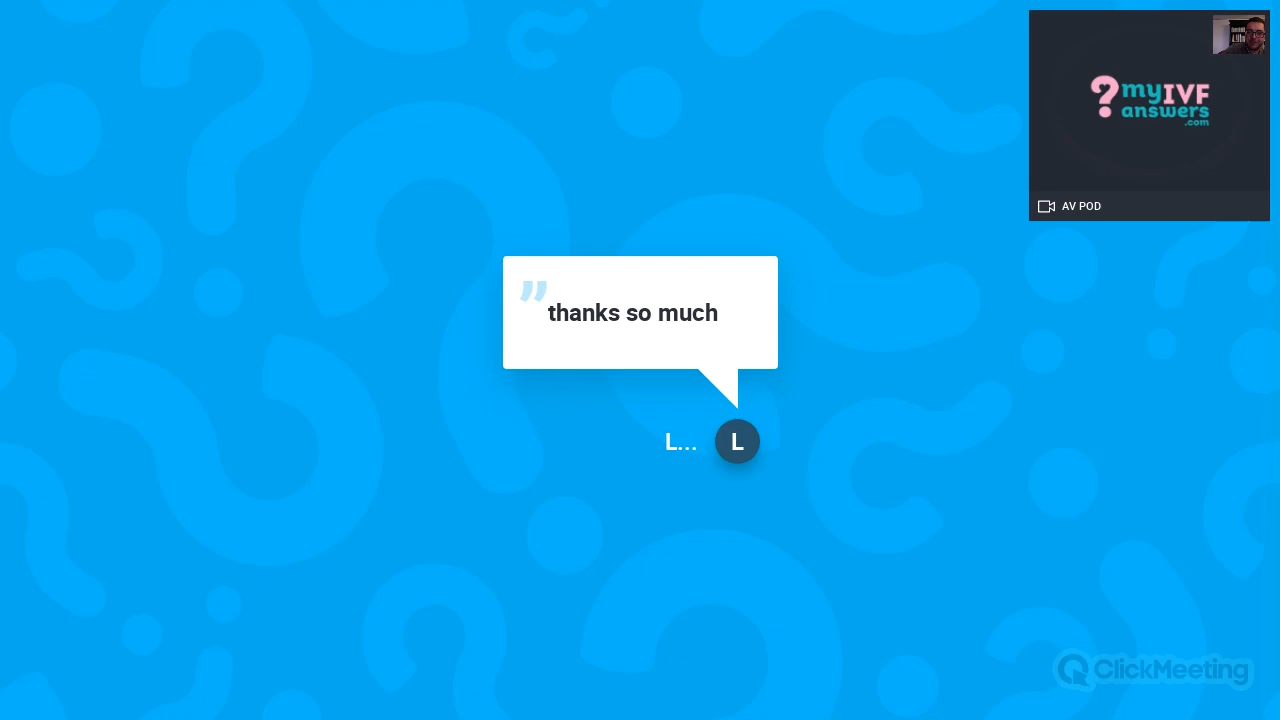 myIVF
answers
.com
AV POD
thanks so much
L...
L
ClickMeeting